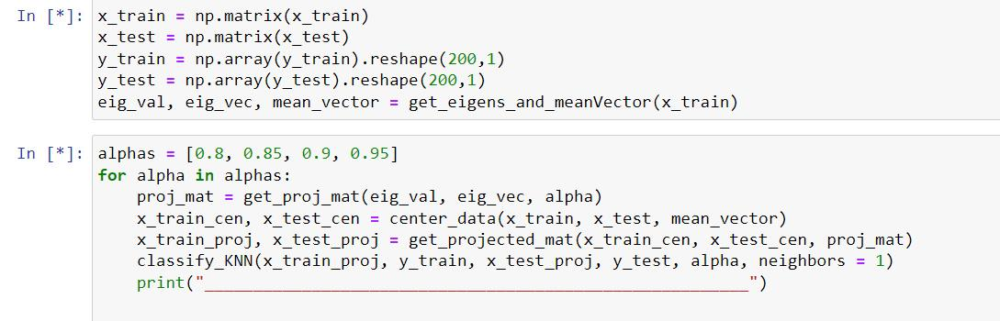 In [*]: x_train = np.matrix(x_train)
x_test = np.matrix(x_test)
y_train = np.array(y_train).reshape(200,1)
y_test = np.array(y_test).reshape(200,1)
eig_val, eig_vec, mean_vector = get_eigens_and_meanVector(x_train)
In [*]: alphas = [0.8, 0.85, 0.9, 0.95]
for alpha in alphas:
    proj_mat = get_proj_mat(eig_val, eig_vec, alpha)
    x_train_cen, x_test_cen = center_data(x_train, x_test, mean_vector)
    x_train_proj, x_test_proj = get_projected_mat(x_train_cen, x_test_cen, proj_mat)
    classify_KNN(x_train_proj, y_train, x_test_proj, y_test, alpha, neighbors = 1)
    print("________________________________________________________")